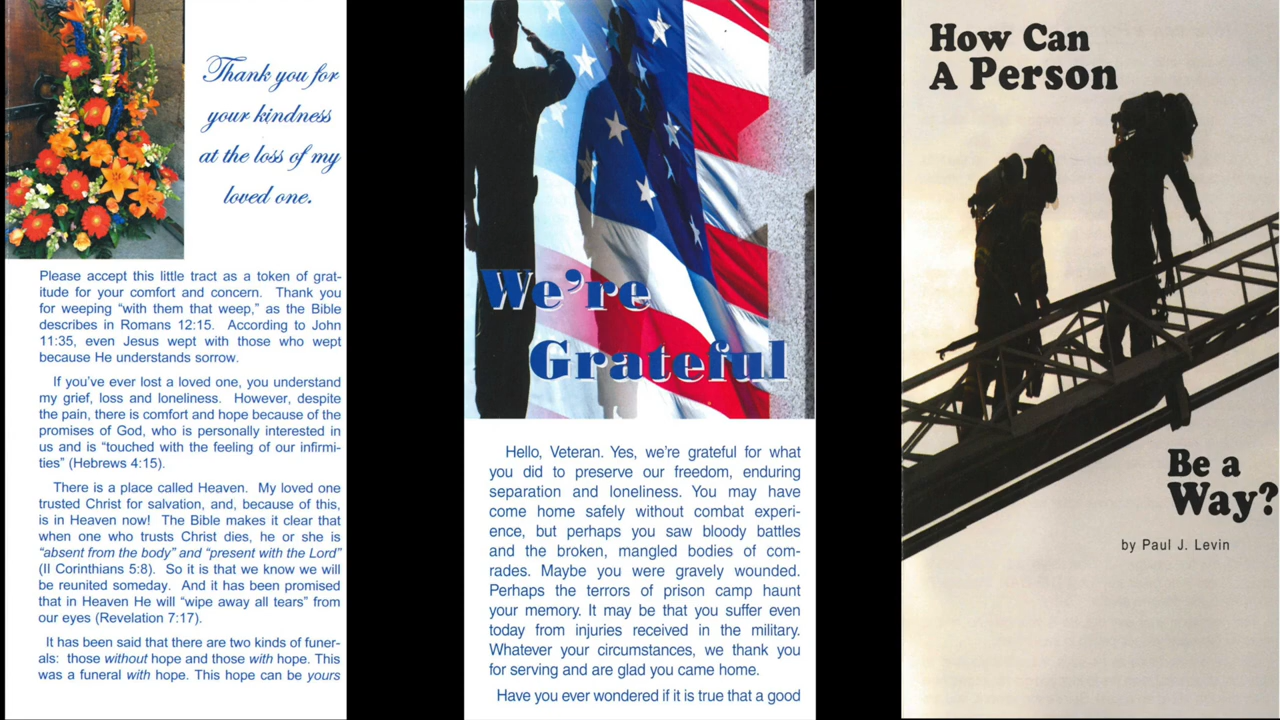 Thank you for
your kindness
at the loss of my
loved one.
Please accept this little tract as a token of grat-
itude for your comfort and concern. Thank you
for weeping “with them that weep,” as the Bible
describes in Romans 12:15. According to John
11:35, even Jesus wept with those who wept
because He understands sorrow.
If you’ve ever lost a loved one, you understand
my grief, loss and loneliness. However, despite
the pain, there is comfort and hope because of the
promises of God, who is personally interested in
us and is “touched with the feeling of our infirmi-
ties” (Hebrews 4:15).
There is a place called Heaven. My loved one
trusted Christ for salvation, and, because of this,
is in Heaven now! The Bible makes it clear that
when one who trusts Christ dies, he or she is
“absent from the body” and “present with the Lord”
(II Corinthians 5:8). So it is that we know we will
be reunited someday. And it has been promised
that in Heaven He will “wipe away all tears” from
our eyes (Revelation 7:17).
It has been said that there are two kinds of funer-
als: those without hope and those with hope. This
was a funeral with hope. This hope can be yours
We’re
Grateful
Hello, Veteran. Yes, we’re grateful for what
you did to preserve our freedom, enduring
separation and loneliness. You may have
come home safely without combat experi-
ence, but perhaps you saw bloody battles
and the broken, mangled bodies of com-
rades. Maybe you were gravely wounded.
Perhaps the terrors of prison camp haunt
your memory. It may be that you suffer even
today from injuries received in the military.
Whatever your circumstances, we thank you
for serving and are glad you came home.
Have you ever wondered if it is true that a good
How Can
A Person
Be a
Way?
by Paul J. Levin